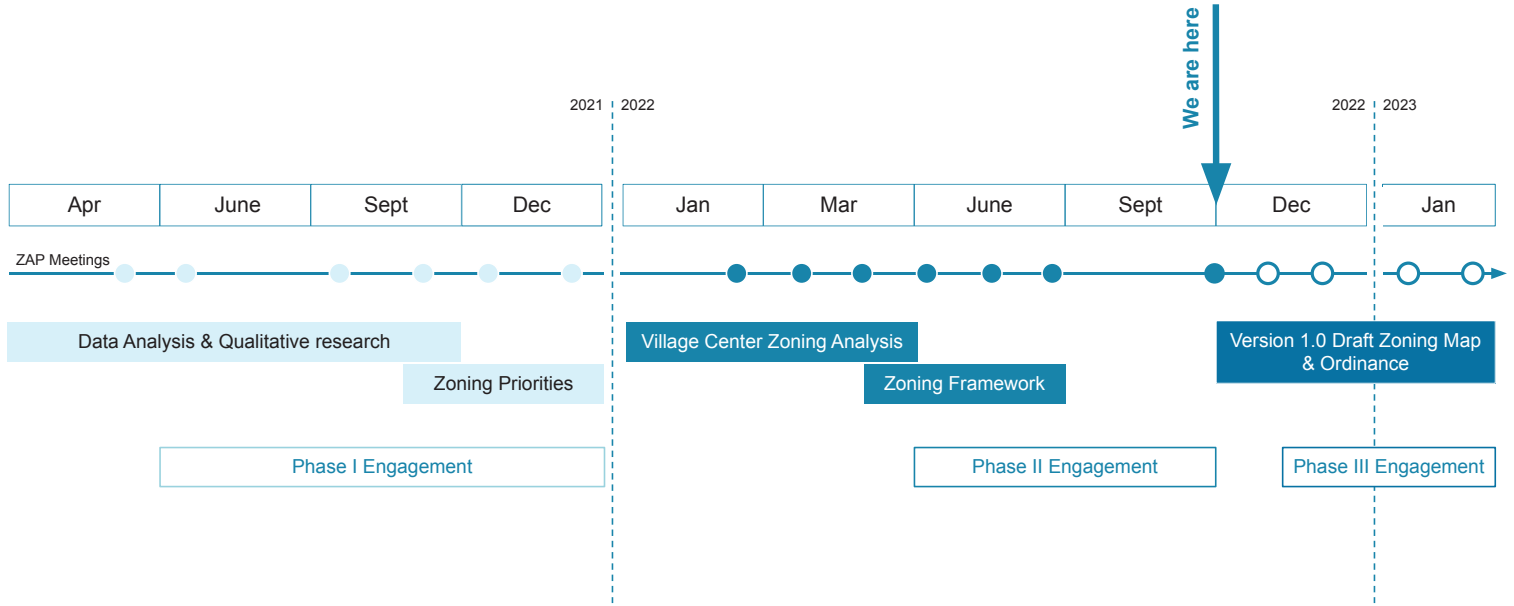 We are here
2021
2022
2022
2023
Apr
June
Sept
Dec
Jan
Mar
June
Sept
Dec
Jan
ZAP Meetings
Data Analysis & Qualitative research
Village Center Zoning Analysis
Version 1.0 Draft Zoning Map
& Ordinance
Zoning Priorities
Zoning Framework
Phase I Engagement
Phase II Engagement
Phase III Engagement